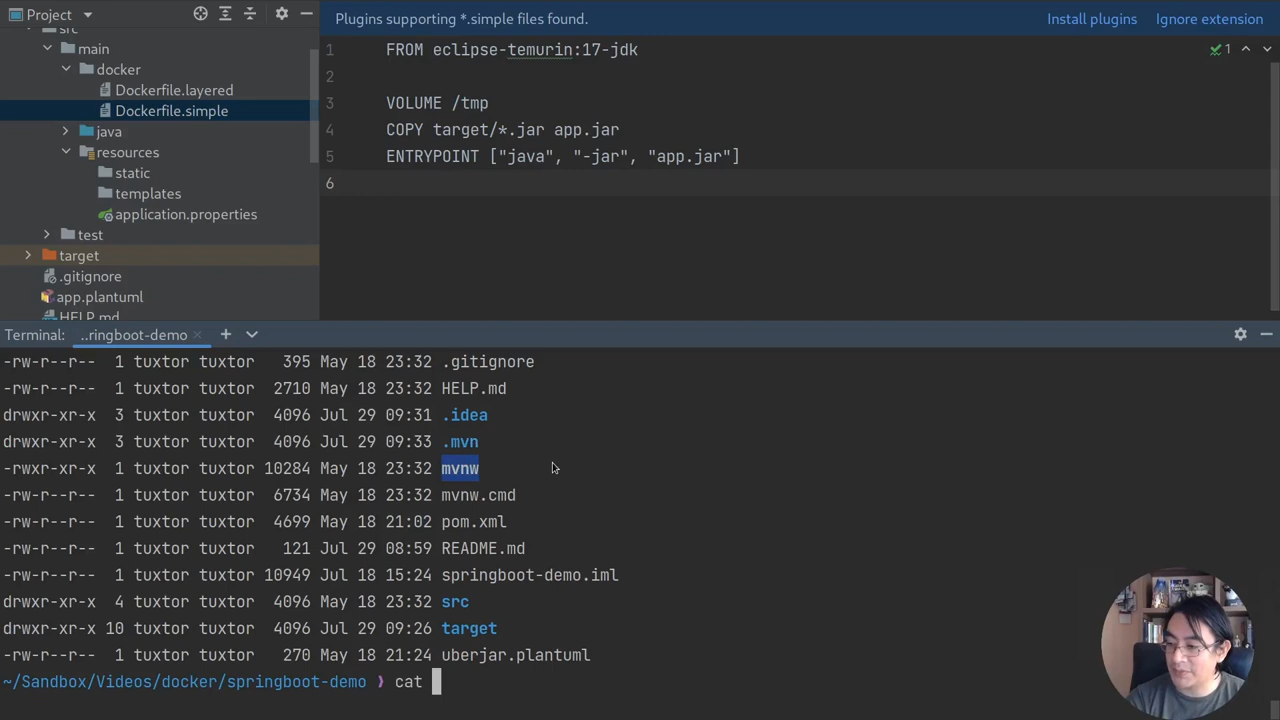 Project
Plugins supporting *.simple files found.
Install plugins
Ignore extension
src
main
docker
Dockerfile.layered
Dockerfile.simple
java
resources
static
templates
application.properties
test
target
.gitignore
app.plantuml
HELP.md
1 FROM eclipse-temurin:17-jdk
2
3 VOLUME /tmp
4 COPY target/*.jar app.jar
5 ENTRYPOINT ["java", "-jar", "app.jar"]
6
1
Terminal: ..ringboot-demo
-rw-r--r-- 1 tuxtor tuxtor 395 May 18 23:32 .gitignore
-rw-r--r-- 1 tuxtor tuxtor 2710 May 18 23:32 HELP.md
drwxr-xr-x 3 tuxtor tuxtor 4096 Jul 29 09:31 .idea
drwxr-xr-x 3 tuxtor tuxtor 4096 Jul 29 09:33 .mvn
-rwxr-xr-x 1 tuxtor tuxtor 10284 May 18 23:32 mvnw
-rw-r--r-- 1 tuxtor tuxtor 6734 May 18 23:32 mvnw.cmd
-rw-r--r-- 1 tuxtor tuxtor 4699 May 18 21:02 pom.xml
-rw-r--r-- 1 tuxtor tuxtor 121 Jul 29 08:59 README.md
-rw-r--r-- 1 tuxtor tuxtor 10949 Jul 18 15:24 springboot-demo.iml
drwxr-xr-x 4 tuxtor tuxtor 4096 May 18 23:32 src
drwxr-xr-x 10 tuxtor tuxtor 4096 Jul 29 09:26 target
-rw-r--r-- 1 tuxtor tuxtor 270 May 18 21:24 uberjar.plantuml
~/Sandbox/Videos/docker/springboot-demo ❯ cat